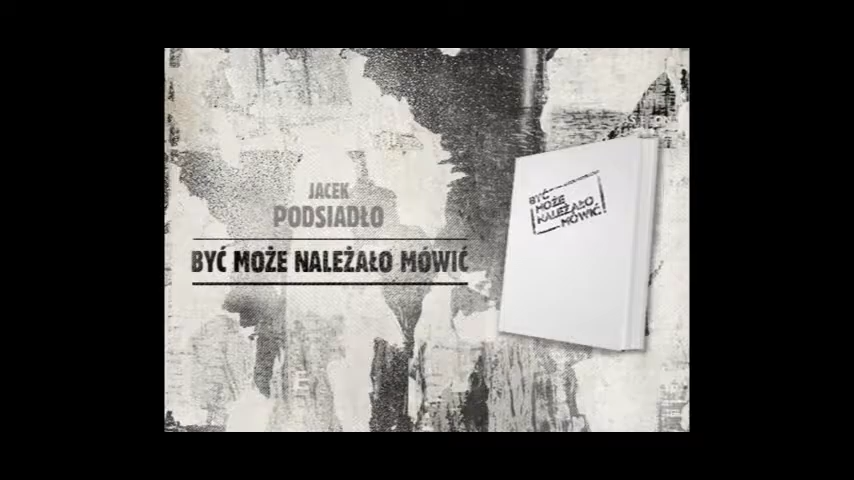 JACEK
PODSIADŁO
BYĆ MOŻE NALEŻAŁO MÓWIĆ
BYĆ
MOŻE
NALEŻAŁO
MÓWIĆ